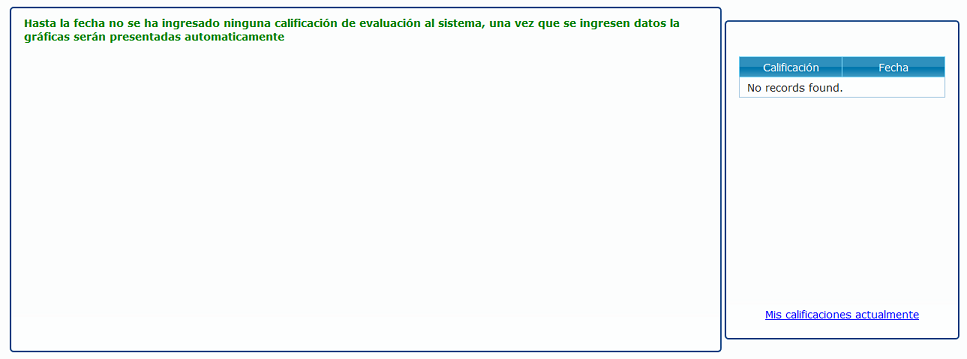 Hasta la fecha no se ha ingresado ninguna calificación de evaluación al sistema, una vez que se ingresen datos la
gráficas serán presentadas automaticamente
Calificación Fecha
No records found.
Mis calificaciones actualmente